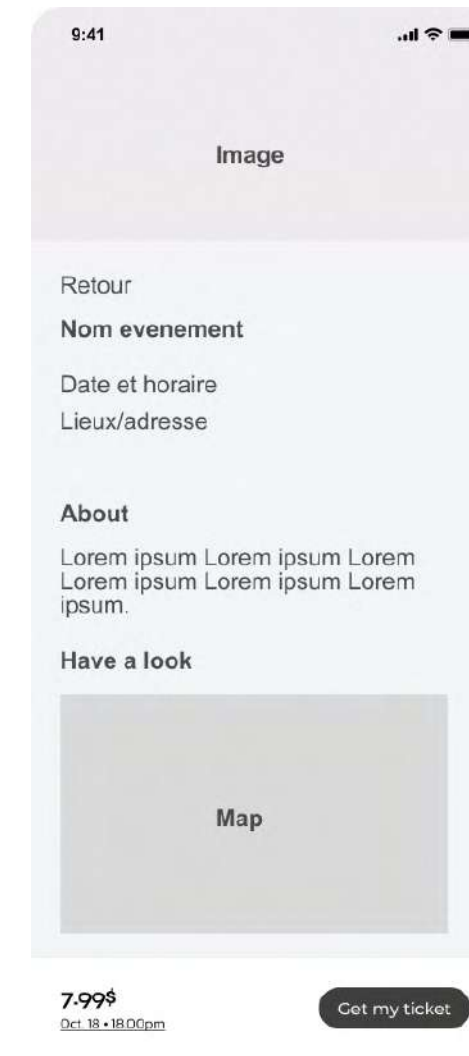 9:41
Image
Retour
Nom evenement
Date et horaire
Lieux/adresse
About
Lorem ipsum Lorem ipsum Lorem
Lorem ipsum Lorem ipsum Lorem
ipsum.
Have a look
Map
7.99$
Get my ticket
Oct. 18 • 18.00pm